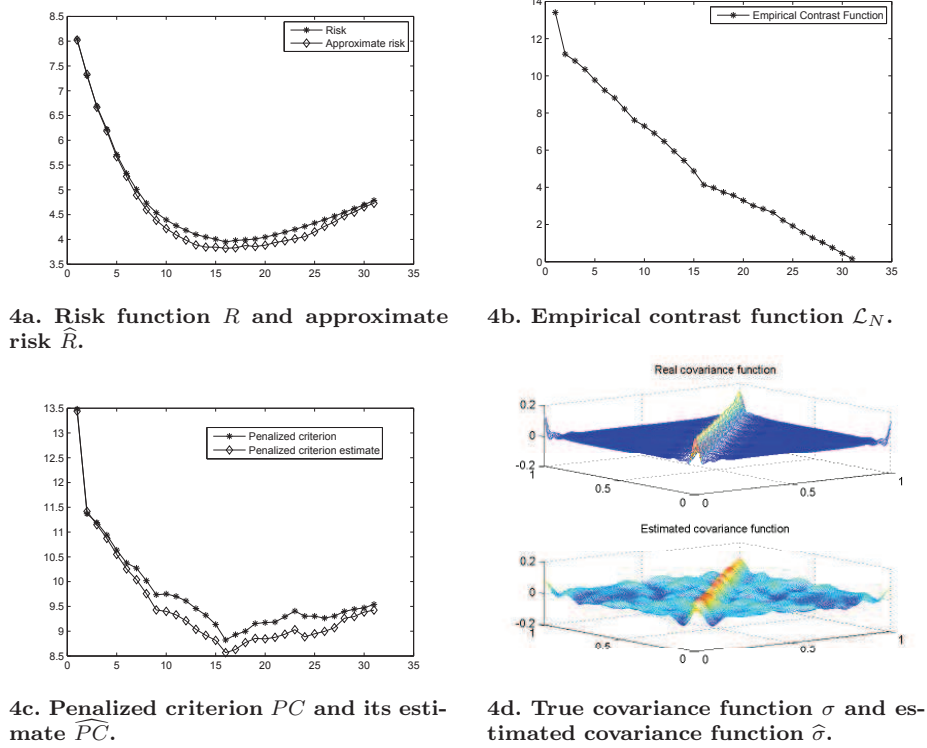 8.5
8
7.5
7
6.5
6
5.5
5
4.5
4
3.5
0 5 10 15 20 25 30 35
Risk
Approximate risk
4a. Risk function R and approximate
risk R̂.
14
12
10
8
6
4
2
0
0 5 10 15 20 25 30 35
Empirical Contrast Function
4b. Empirical contrast function ℒ_N.
13.5
13
12.5
12
11.5
11
10.5
10
9.5
9
8.5
0 5 10 15 20 25 30 35
Penalized criterion
Penalized criterion estimate
4c. Penalized criterion PC and its esti-
mate P̂C.
Real covariance function
0.2
0
-0.2
1
0.5
0 0
0.5
1
Estimated covariance function
0.2
0
-0.2
1
0.5
0 0
0.5
1
4d. True covariance function σ and es-
timated covariance function σ̂.